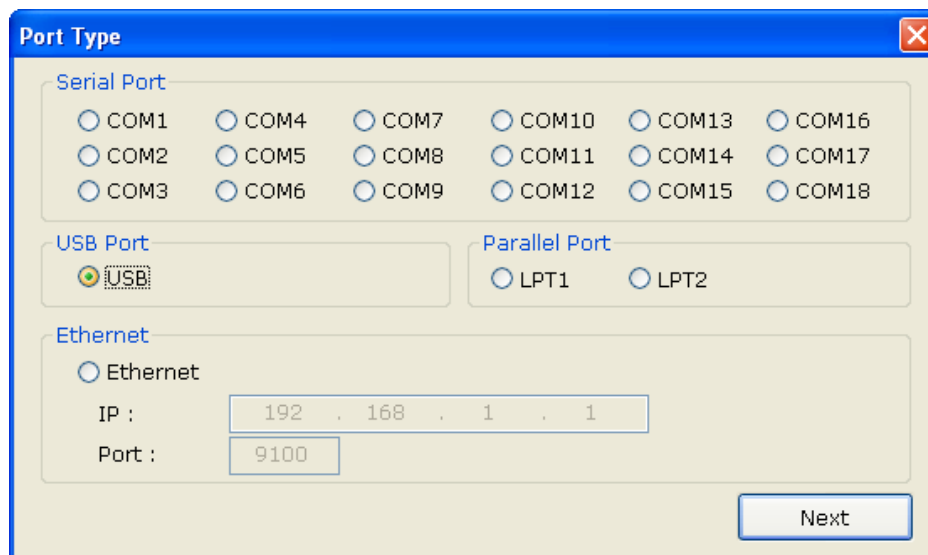 Port Type
Serial Port
COM1 COM4 COM7 COM10 COM13 COM16
COM2 COM5 COM8 COM11 COM14 COM17
COM3 COM6 COM9 COM12 COM15 COM18
USB Port
USB
Parallel Port
LPT1 LPT2
Ethernet
Ethernet
IP : 192 . 168 . 1 . 1
Port : 9100
Next